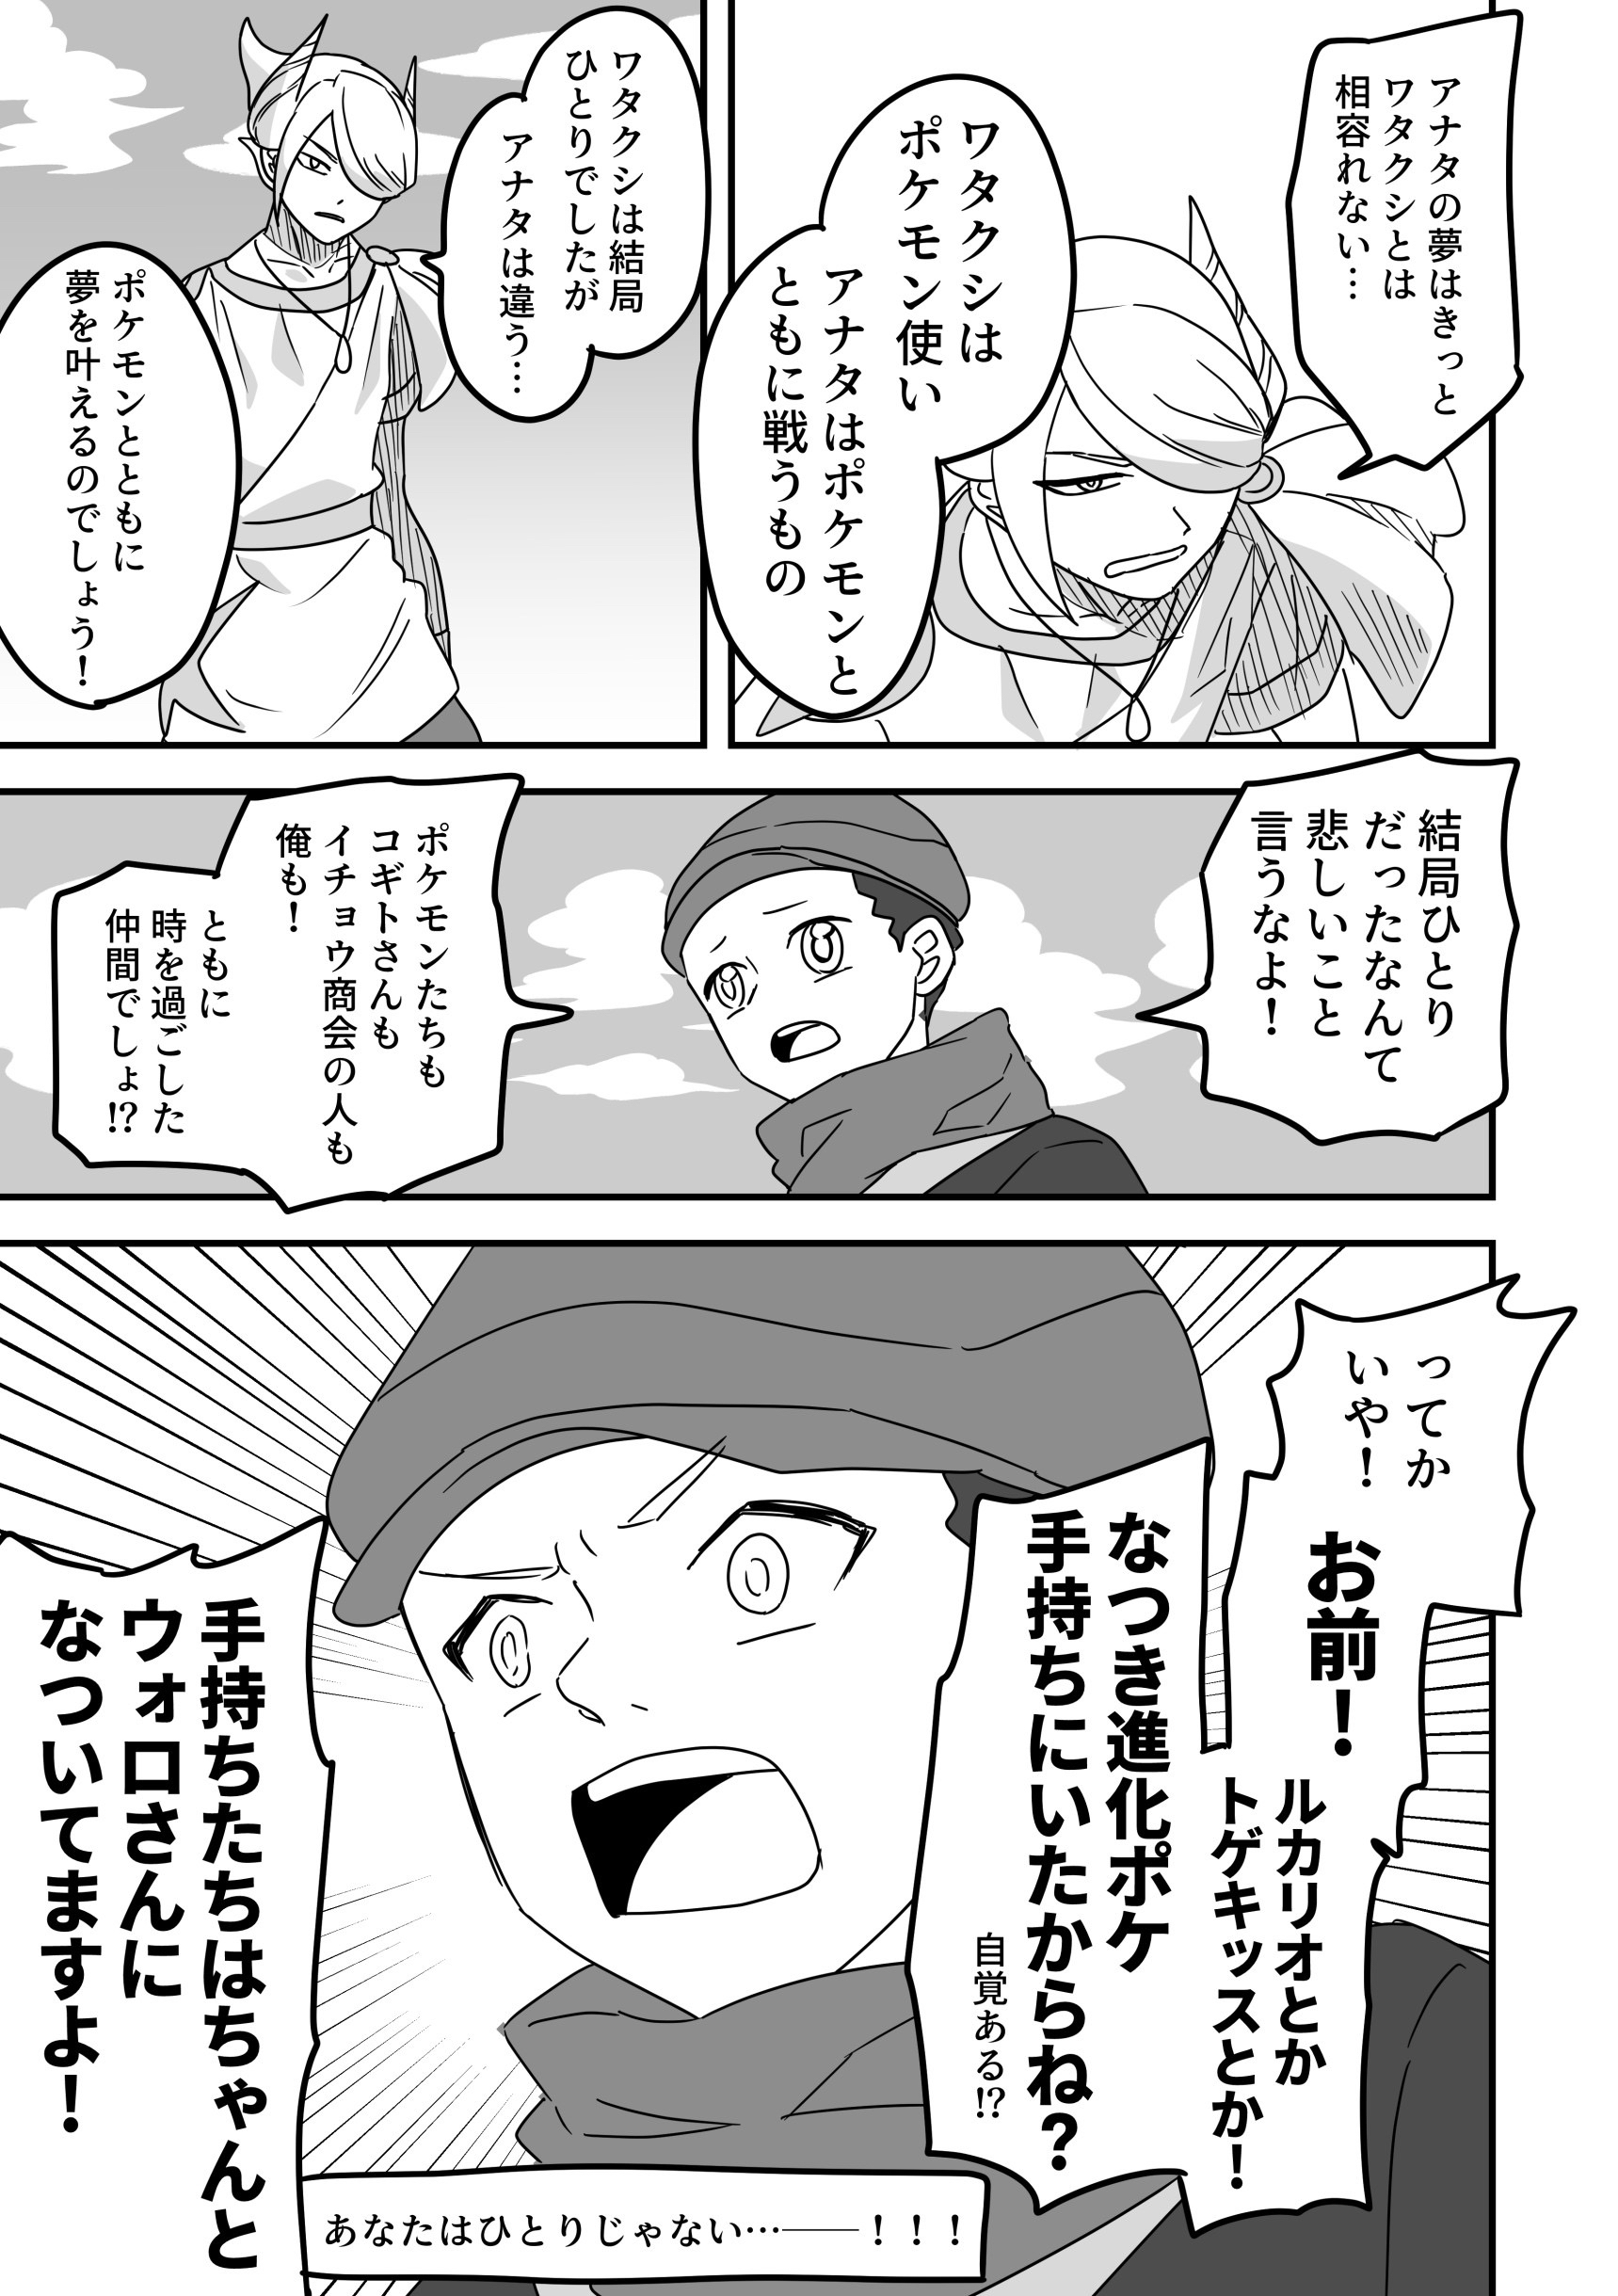 アナタの夢はきっと
ワタクシとは
相容れない…
ワタクシは
ポケモン使い
アナタはポケモンと
ともに戦うもの
ワタクシは結局
ひとりでしたが
アナタは違う…
ポケモンとともに
夢を叶えるのでしょう！
結局ひとり
だったなんて
悲しいこと
言うなよ！
ポケモンたちも
コギトさんも
イチョウ商会の人も
俺も！
ともに
時を過ごした
仲間でしょ!?
ってか
いや！
お前！
ルカリオとか
トゲキッスとか！
なつき進化ポケ
手持ちにいたからね？
自覚ある!?
手持ちたちはちゃんと
ウォロさんに
なついてますよ！
あなたはひとりじゃない…――！！！